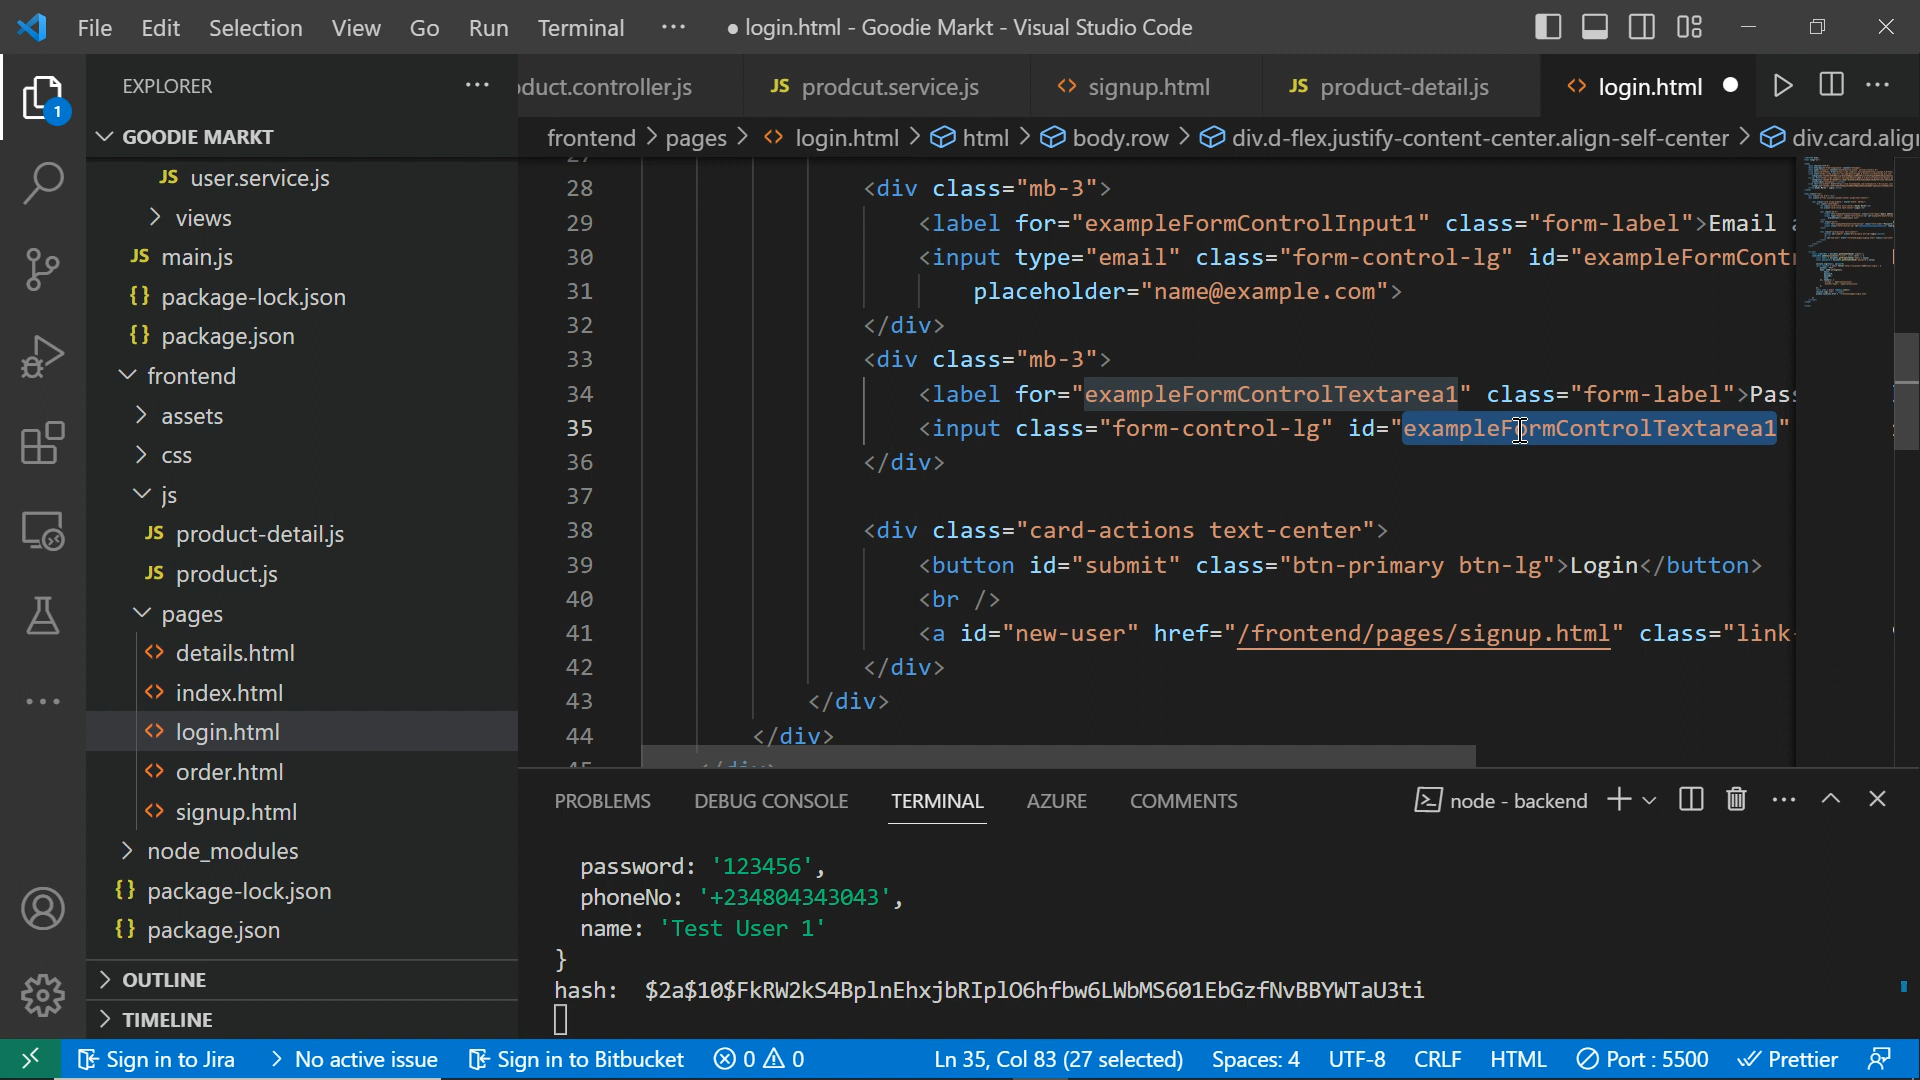 File Edit Selection View Go Run Terminal ··· ● login.html - Goodie Markt - Visual Studio Code
EXPLORER
GOODIE MARKT
JS user.service.js
views
JS main.js
{} package-lock.json
{} package.json
frontend
assets
css
js
JS product-detail.js
JS product.js
pages
<> details.html
<> index.html
<> login.html
<> order.html
<> signup.html
node_modules
{} package-lock.json
{} package.json
OUTLINE
TIMELINE
1
duct.controller.js JS prodcut.service.js <> signup.html JS product-detail.js <> login.html
frontend > pages > <> login.html > html > body.row > div.d-flex.justify-content-center.align-self-center > div.card.alig
28 <div class="mb-3">
29 <label for="exampleFormControlInput1" class="form-label">Email
30 <input type="email" class="form-control-lg" id="exampleFormCont
31 placeholder="name@example.com">
32 </div>
33 <div class="mb-3">
34 <label for="exampleFormControlTextarea1" class="form-label">Pas
35 <input class="form-control-lg" id="exampleFormControlTextarea1"
36 </div>
37
38 <div class="card-actions text-center">
39 <button id="submit" class="btn-primary btn-lg">Login</button>
40 <br />
41 <a id="new-user" href="/frontend/pages/signup.html" class="link-
42 </div>
43 </div>
44 </div>
PROBLEMS DEBUG CONSOLE TERMINAL AZURE COMMENTS node - backend
password: '123456',
phoneNo: '+234804343043',
name: 'Test User 1'
}
hash: $2a$10$FkRW2kS4BplnEhxjbRIplO6hfbw6LWbMS601EbGzfNvBBYWTaU3ti
Sign in to Jira > No active issue Sign in to Bitbucket 0 0 Ln 35, Col 83 (27 selected) Spaces: 4 UTF-8 CRLF HTML Port : 5500 Prettier